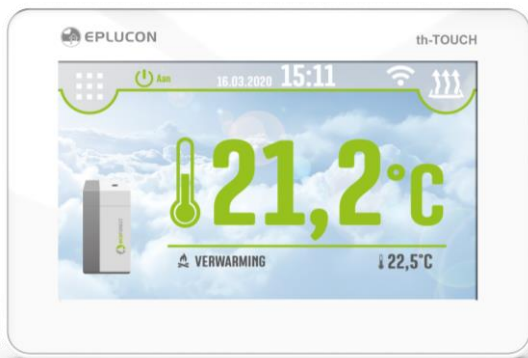 EPLUCON
th-TOUCH
Aan
16.03.2020 15:11
21,2°C
VERWARMING
22,5°C